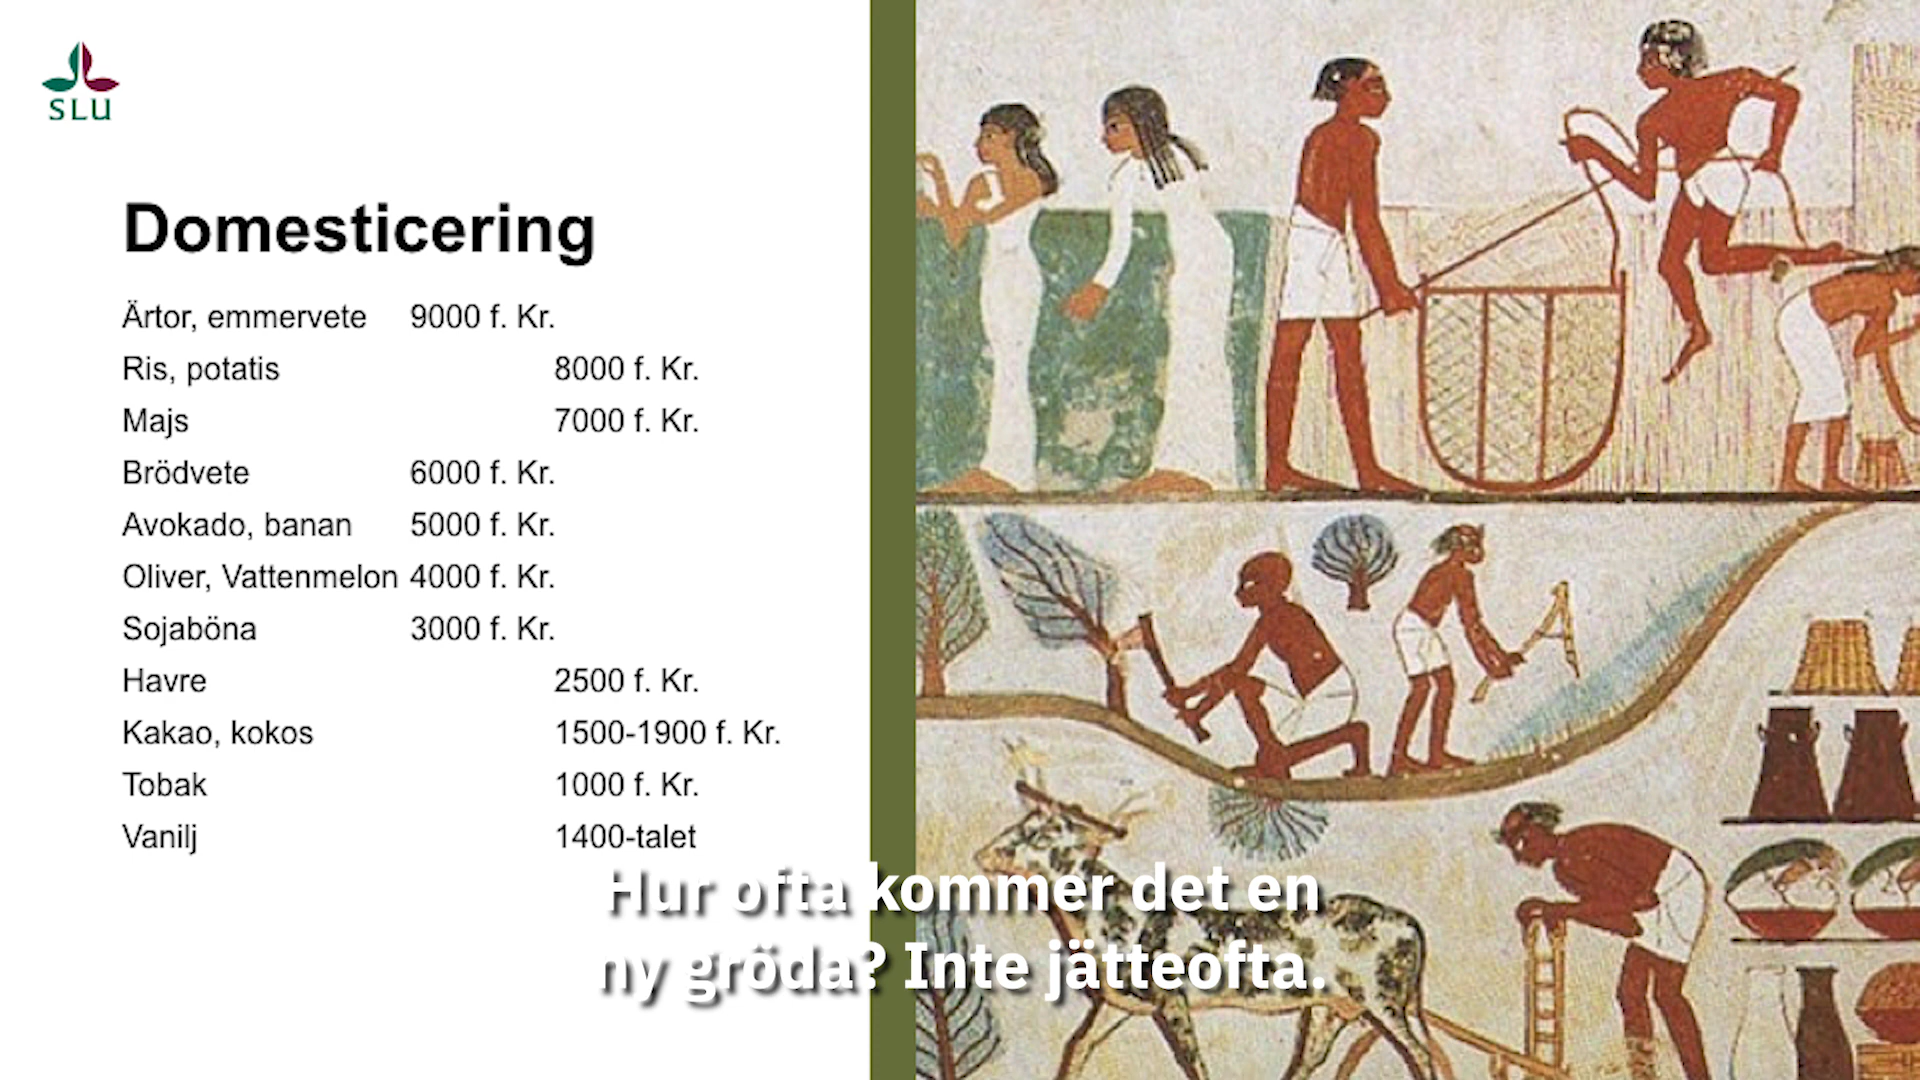 SLU
Domesticering
Ärtor, emmervete 9000 f. Kr.
Ris, potatis 8000 f. Kr.
Majs 7000 f. Kr.
Brödvete 6000 f. Kr.
Avokado, banan 5000 f. Kr.
Oliver, Vattenmelon 4000 f. Kr.
Sojaböna 3000 f. Kr.
Havre 2500 f. Kr.
Kakao, kokos 1500-1900 f. Kr.
Tobak 1000 f. Kr.
Vanilj 1400-talet
Hur ofta kommer det en
ny gröda? Inte jätteofta.